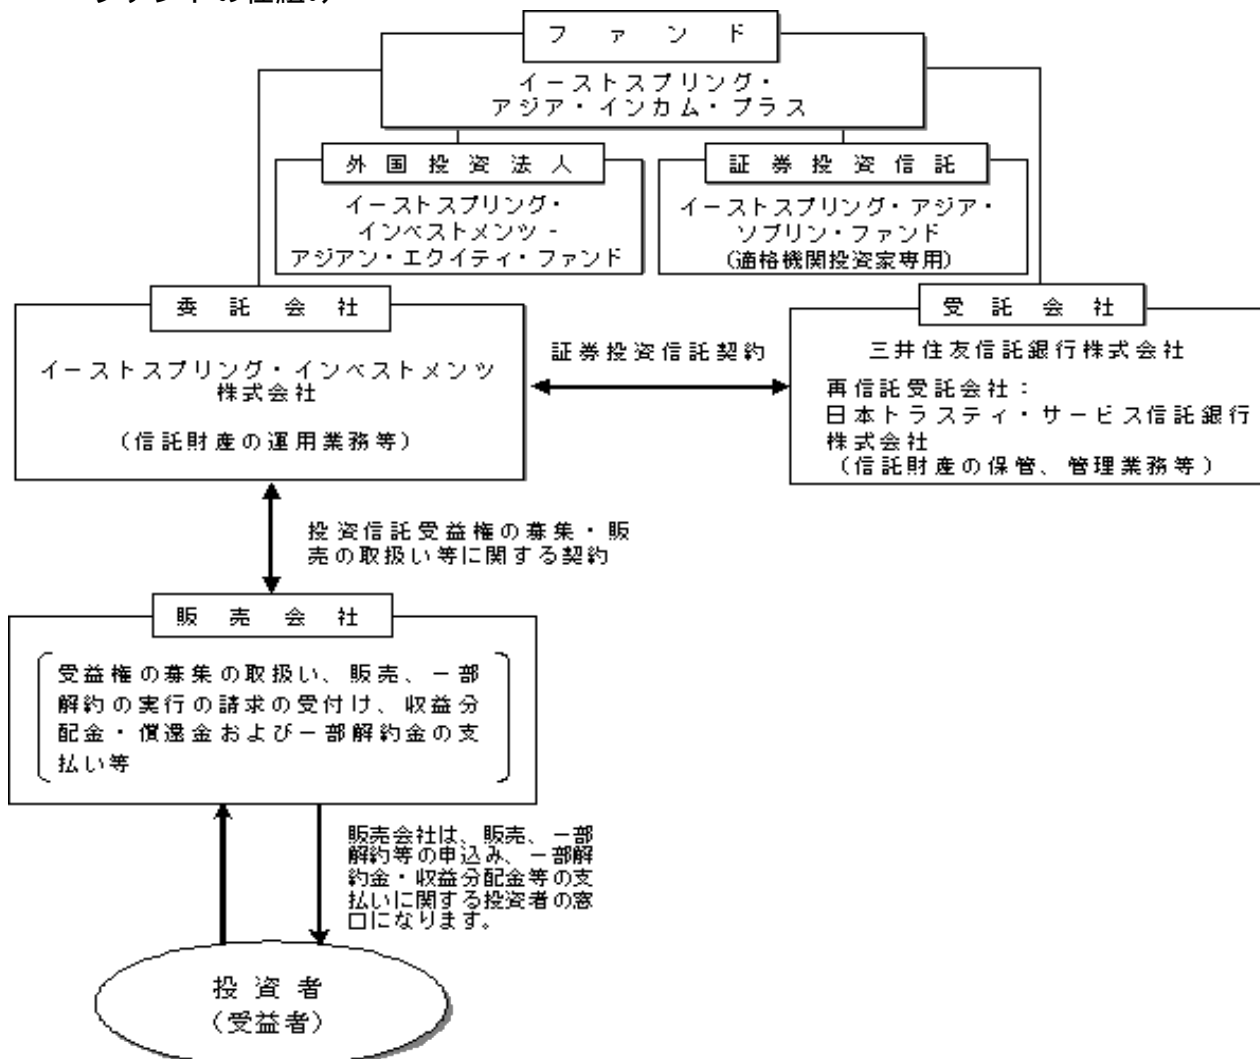 ファンドの仕組み
ファンド
イーストスプリング・
アジア・インカム・プラス
外国投資法人
イーストスプリング・
インベストメンツ -
アジアン・エクイティ・ファンド
証券投資信託
イーストスプリング・アジア・
ソブリン・ファンド
(適格機関投資家専用)
委託会社
イーストスプリング・インベストメンツ
株式会社
(信託財産の運用業務等)
証券投資信託契約
受託会社
三井住友信託銀行株式会社
再信託受託会社：
日本トラスティ・サービス信託銀行
株式会社
(信託財産の保管、管理業務等)
投資信託受益権の募集・販
売の取扱い等に関する契約
販売会社
受益権の募集の取扱い、販売、一部
解約の実行の請求の受付け、収益分
配金・償還金および一部解約金の支
払い等
販売会社は、販売、一部
解約等の申込み、一部解
約金・収益分配金等の支
払いに関する投資者の窓
口になります。
投資者
(受益者)